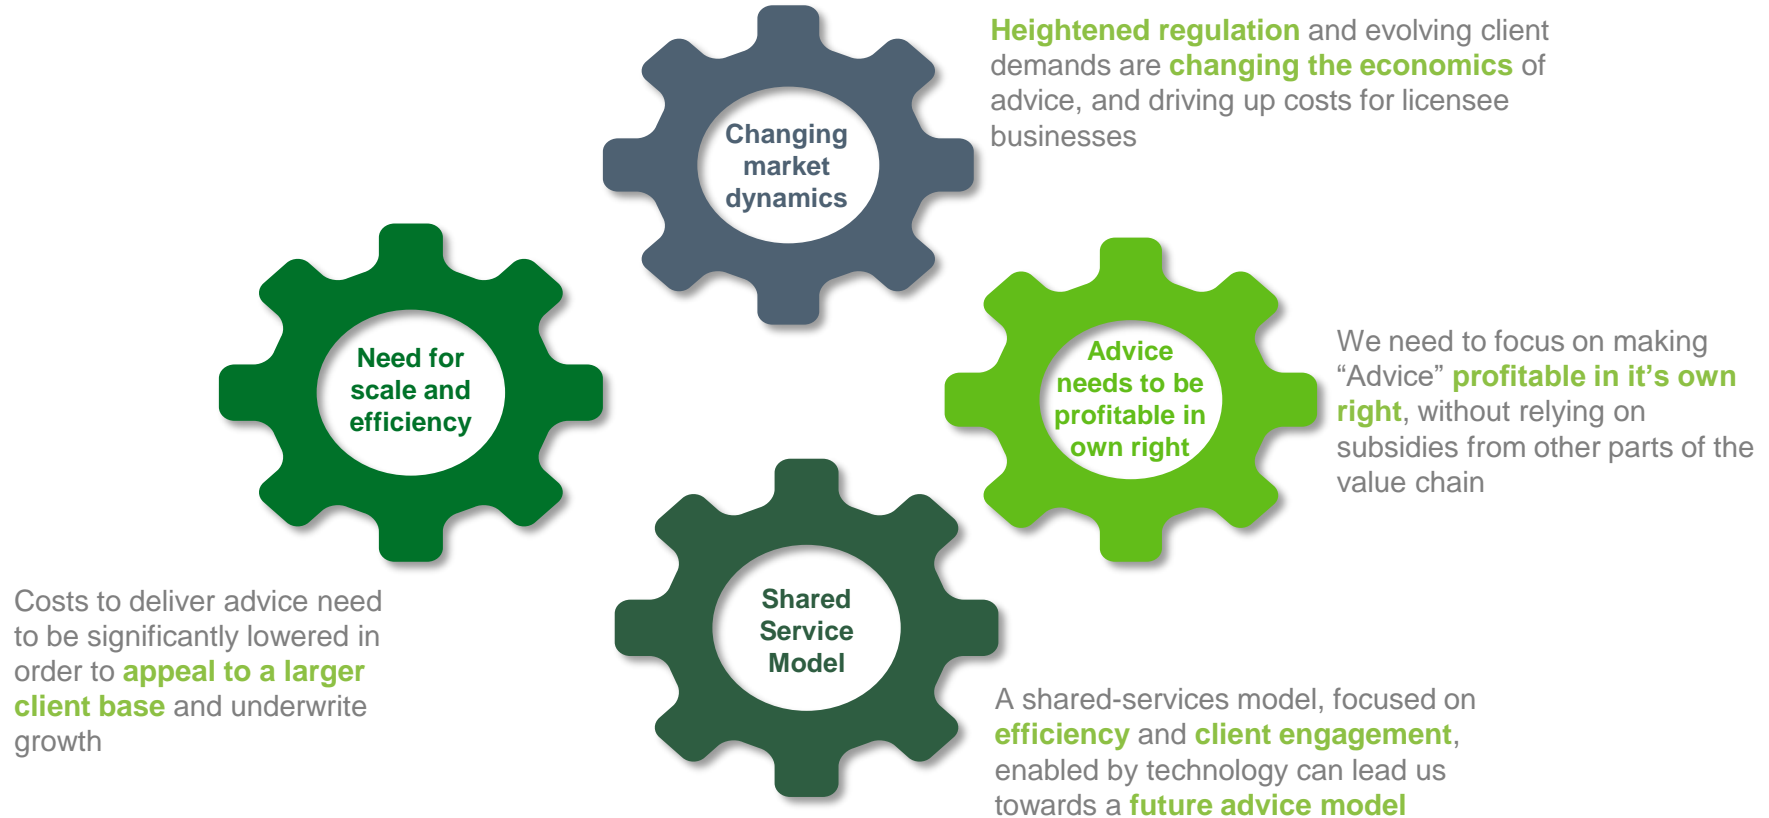 Heightened regulation and evolving client
demands are changing the economics of
advice, and driving up costs for licensee
businesses
Changing
market
dynamics
Need for
scale and
efficiency
Advice
needs to be
profitable in
own right
We need to focus on making
“Advice” profitable in it’s own
right, without relying on
subsidies from other parts of the
value chain
Costs to deliver advice need
to be significantly lowered in
order to appeal to a larger
client base and underwrite
growth
Shared
Service
Model
A shared-services model, focused on
efficiency and client engagement,
enabled by technology can lead us
towards a future advice model